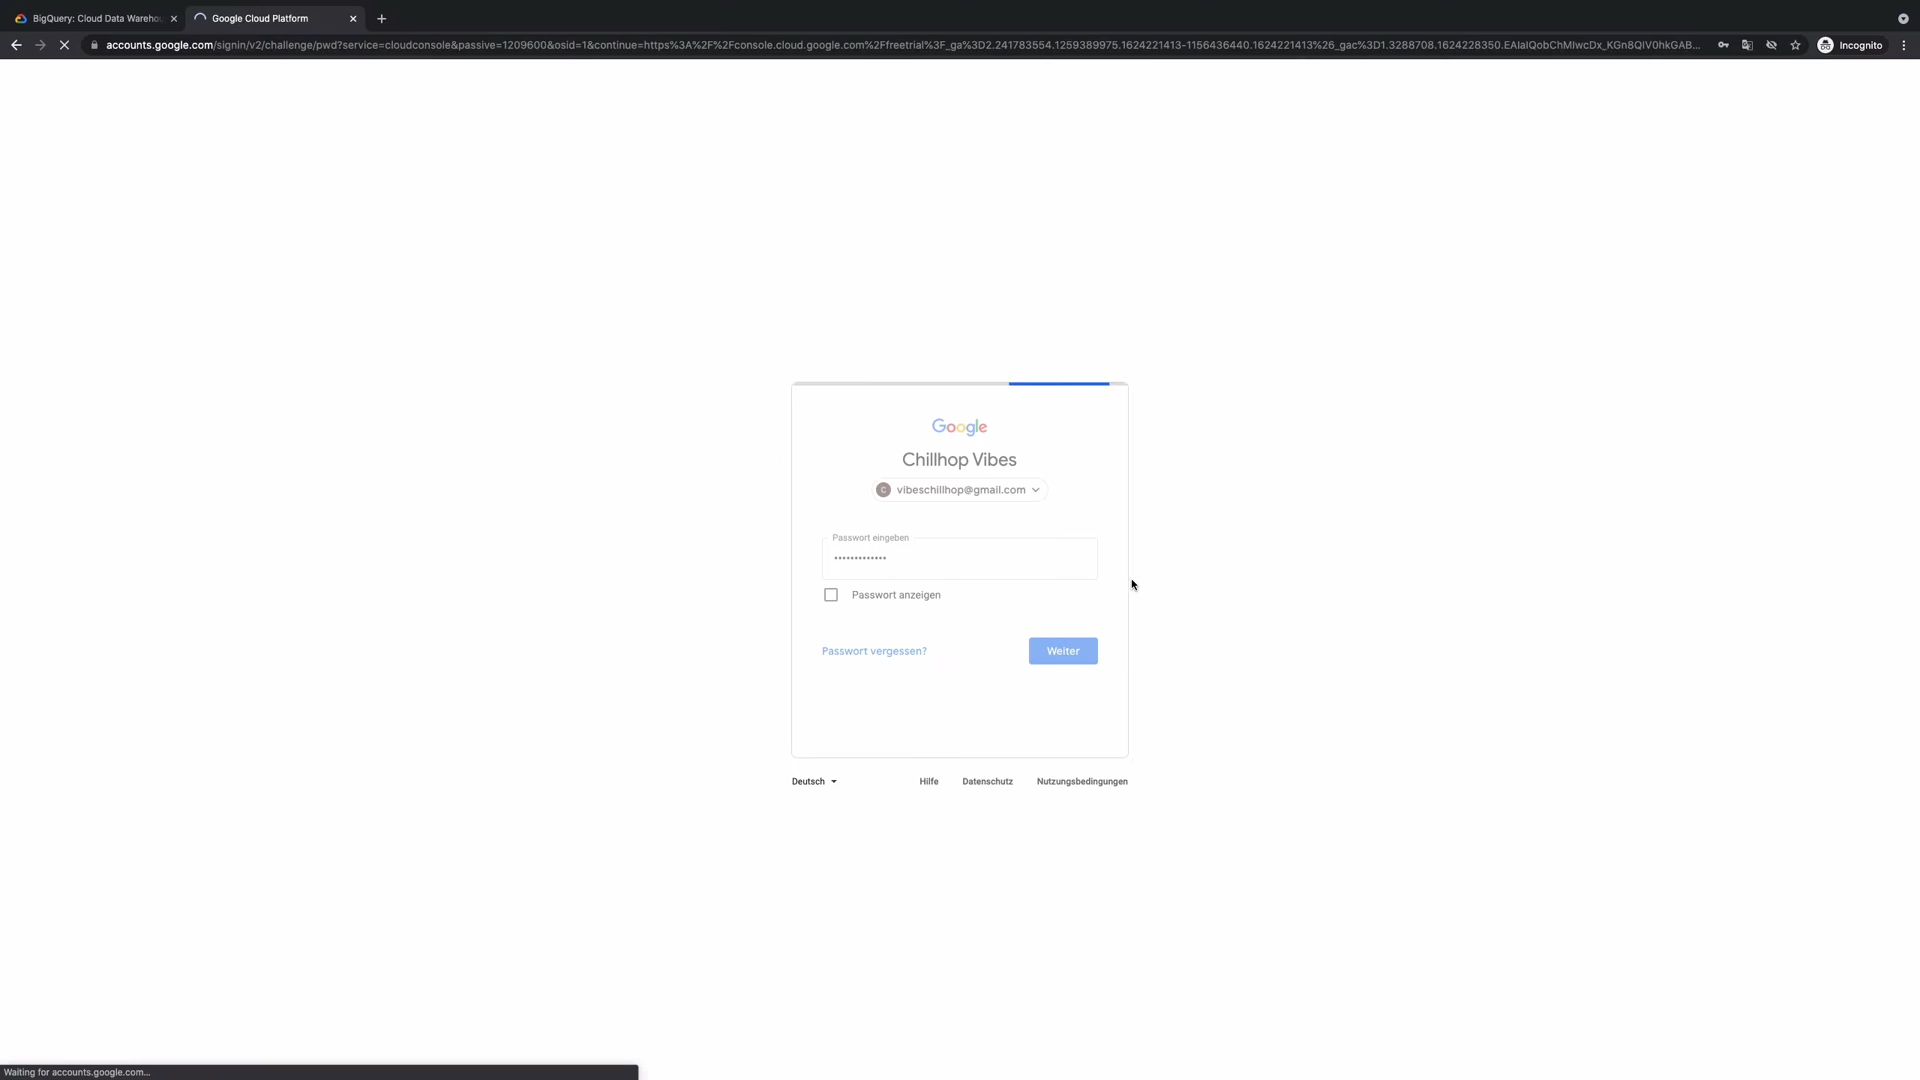 BigQuery: Cloud Data Wareho
Google Cloud Platform
accounts.google.com/signin/v2/challenge/pwd?service=cloudconsole&passive=1209600&osid=1&continue=https%3A%2F%2Fconsole.cloud.google.com%2Ffreetrial%3F_ga%3D2.241783554.1259389975.1624221413-1156436440.1624221413%26_gac%3D1.3288708.1624228350.EAIaIQobChMIwcDx_KGn8QIV0hkGAB...
Incognito
Google
Chillhop Vibes
C vibeschillhop@gmail.com
Passwort eingeben
•••••••••••••
Passwort anzeigen
Passwort vergessen?
Weiter
Deutsch
Hilfe
Datenschutz
Nutzungsbedingungen
Waiting for accounts.google.com...